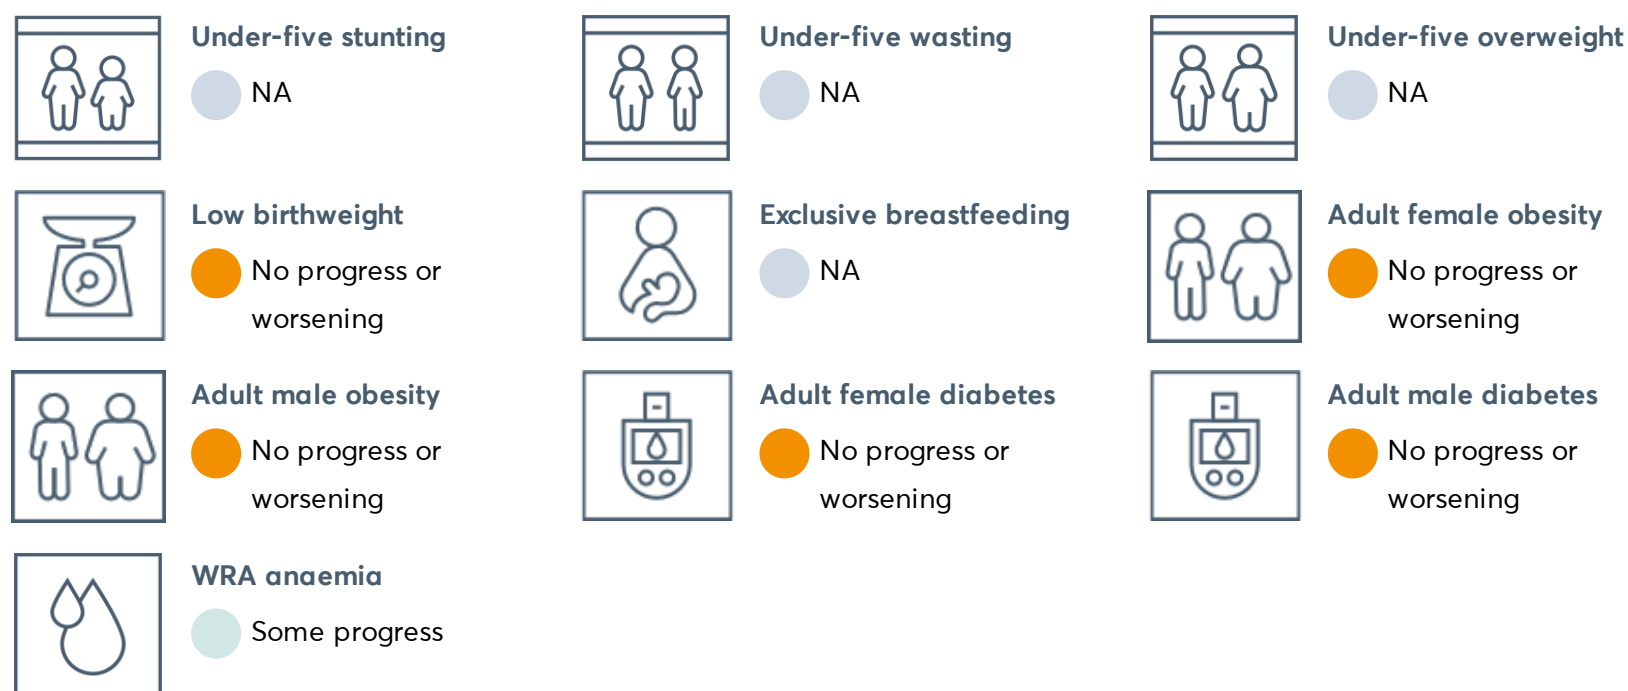 Under-five stunting
NA
Under-five wasting
NA
Under-five overweight
NA
Low birthweight
No progress or
worsening
Exclusive breastfeeding
NA
Adult female obesity
No progress or
worsening
Adult male obesity
No progress or
worsening
Adult female diabetes
No progress or
worsening
Adult male diabetes
No progress or
worsening
WRA anaemia
Some progress